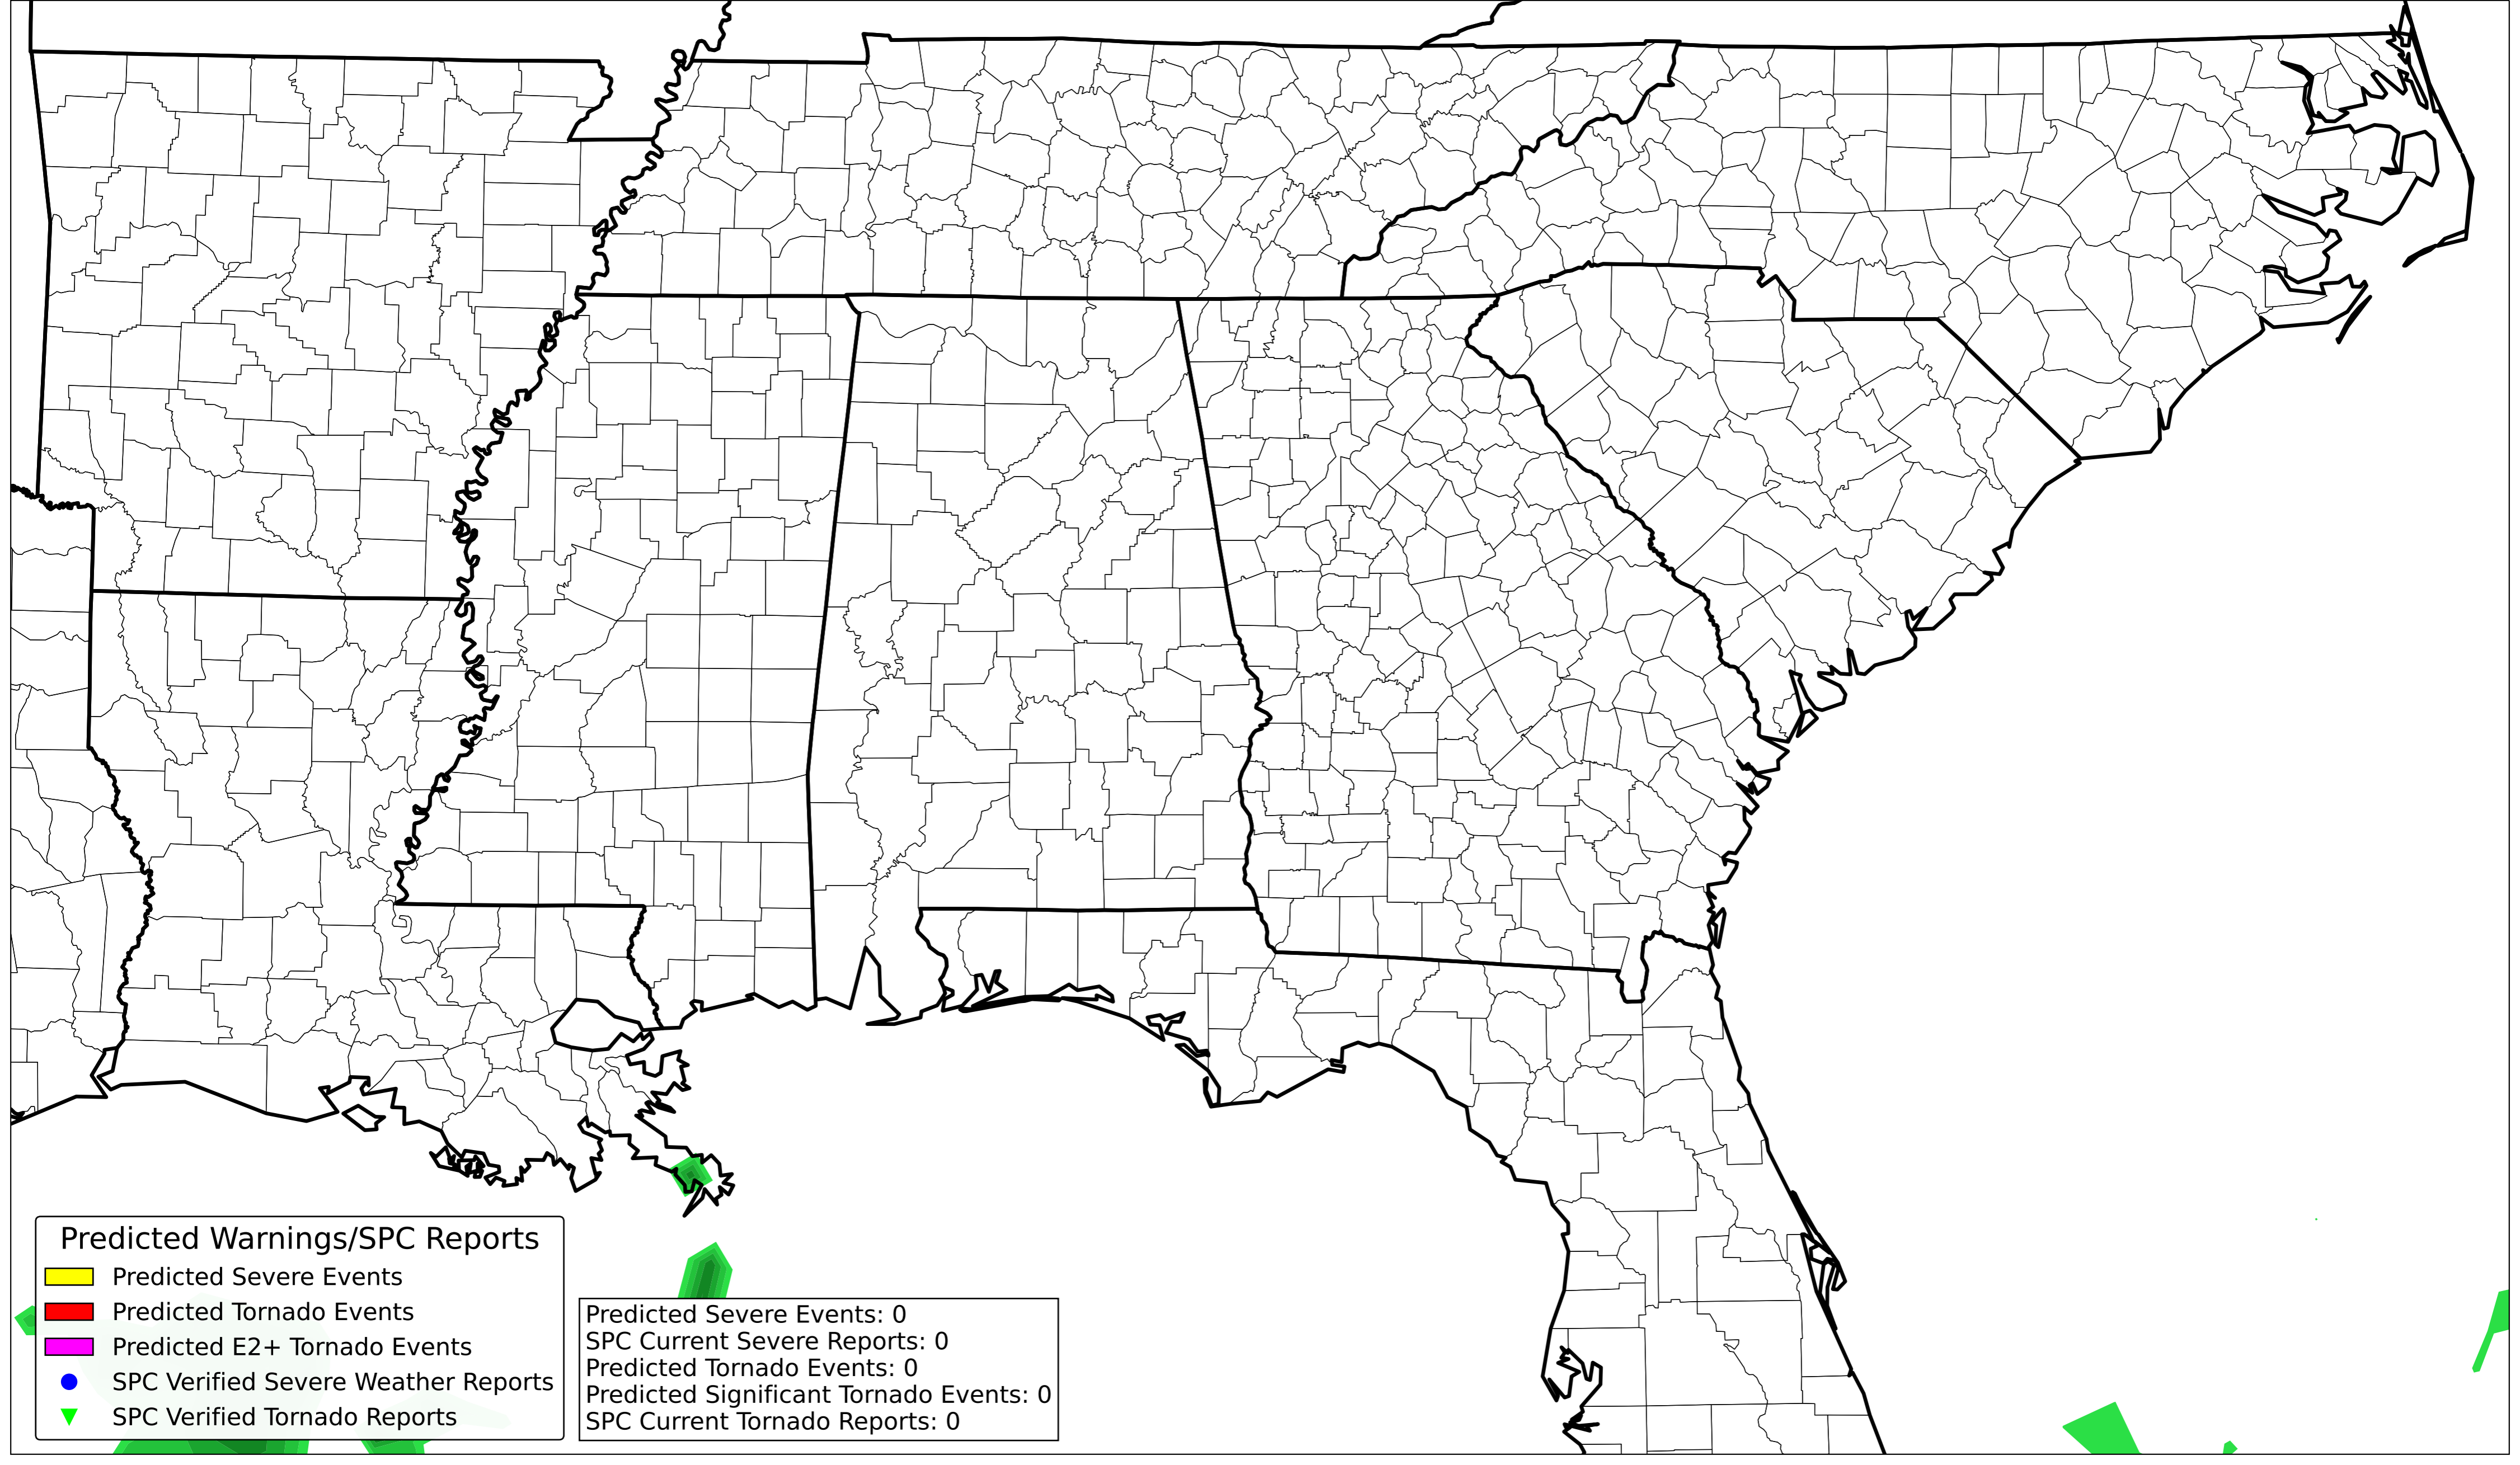 Predicted Warnings/SPC Reports
Predicted Severe Events
Predicted Tornado Events
Predicted E2+ Tornado Events
SPC Verified Severe Weather Reports
SPC Verified Tornado Reports
Predicted Severe Events: 0
SPC Current Severe Reports: 0
Predicted Tornado Events: 0
Predicted Significant Tornado Events: 0
SPC Current Tornado Reports: 0